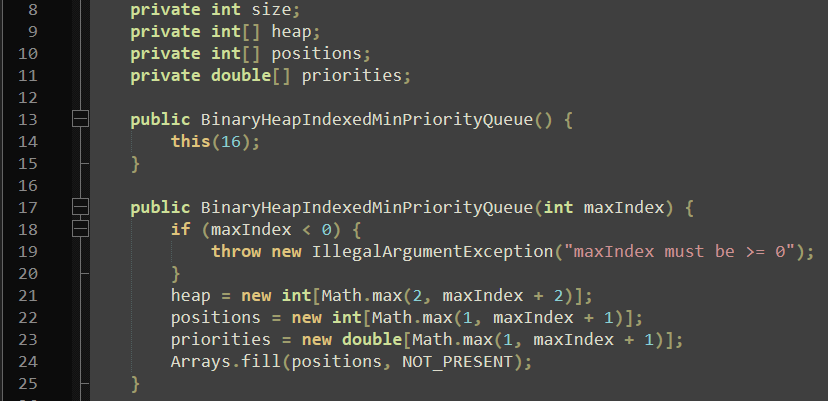 8 private int size;
9 private int[] heap;
10 private int[] positions;
11 private double[] priorities;
12
13 public BinaryHeapIndexedMinPriorityQueue() {
14 this(16);
15 }
16
17 public BinaryHeapIndexedMinPriorityQueue(int maxIndex) {
18 if (maxIndex < 0) {
19 throw new IllegalArgumentException("maxIndex must be >= 0");
20 }
21 heap = new int[Math.max(2, maxIndex + 2)];
22 positions = new int[Math.max(1, maxIndex + 1)];
23 priorities = new double[Math.max(1, maxIndex + 1)];
24 Arrays.fill(positions, NOT_PRESENT);
25 }